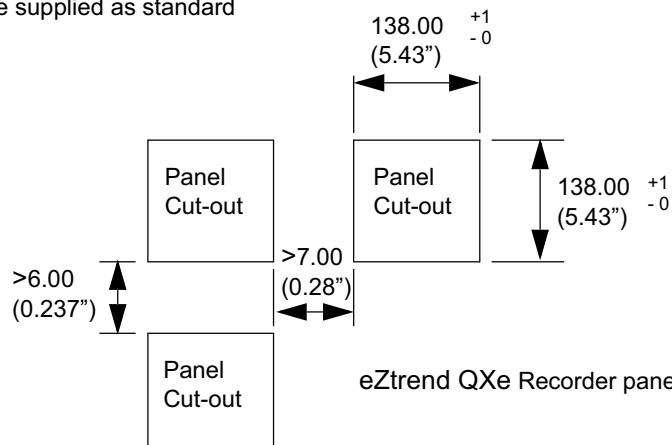 e supplied as standard
138.00 +1 - 0
(5.43”)
Panel
Cut-out
Panel
Cut-out
138.00 +1 - 0
(5.43”)
>7.00
(0.28”)
>6.00
(0.237”)
Panel
Cut-out
eZtrend QXe Recorder pane